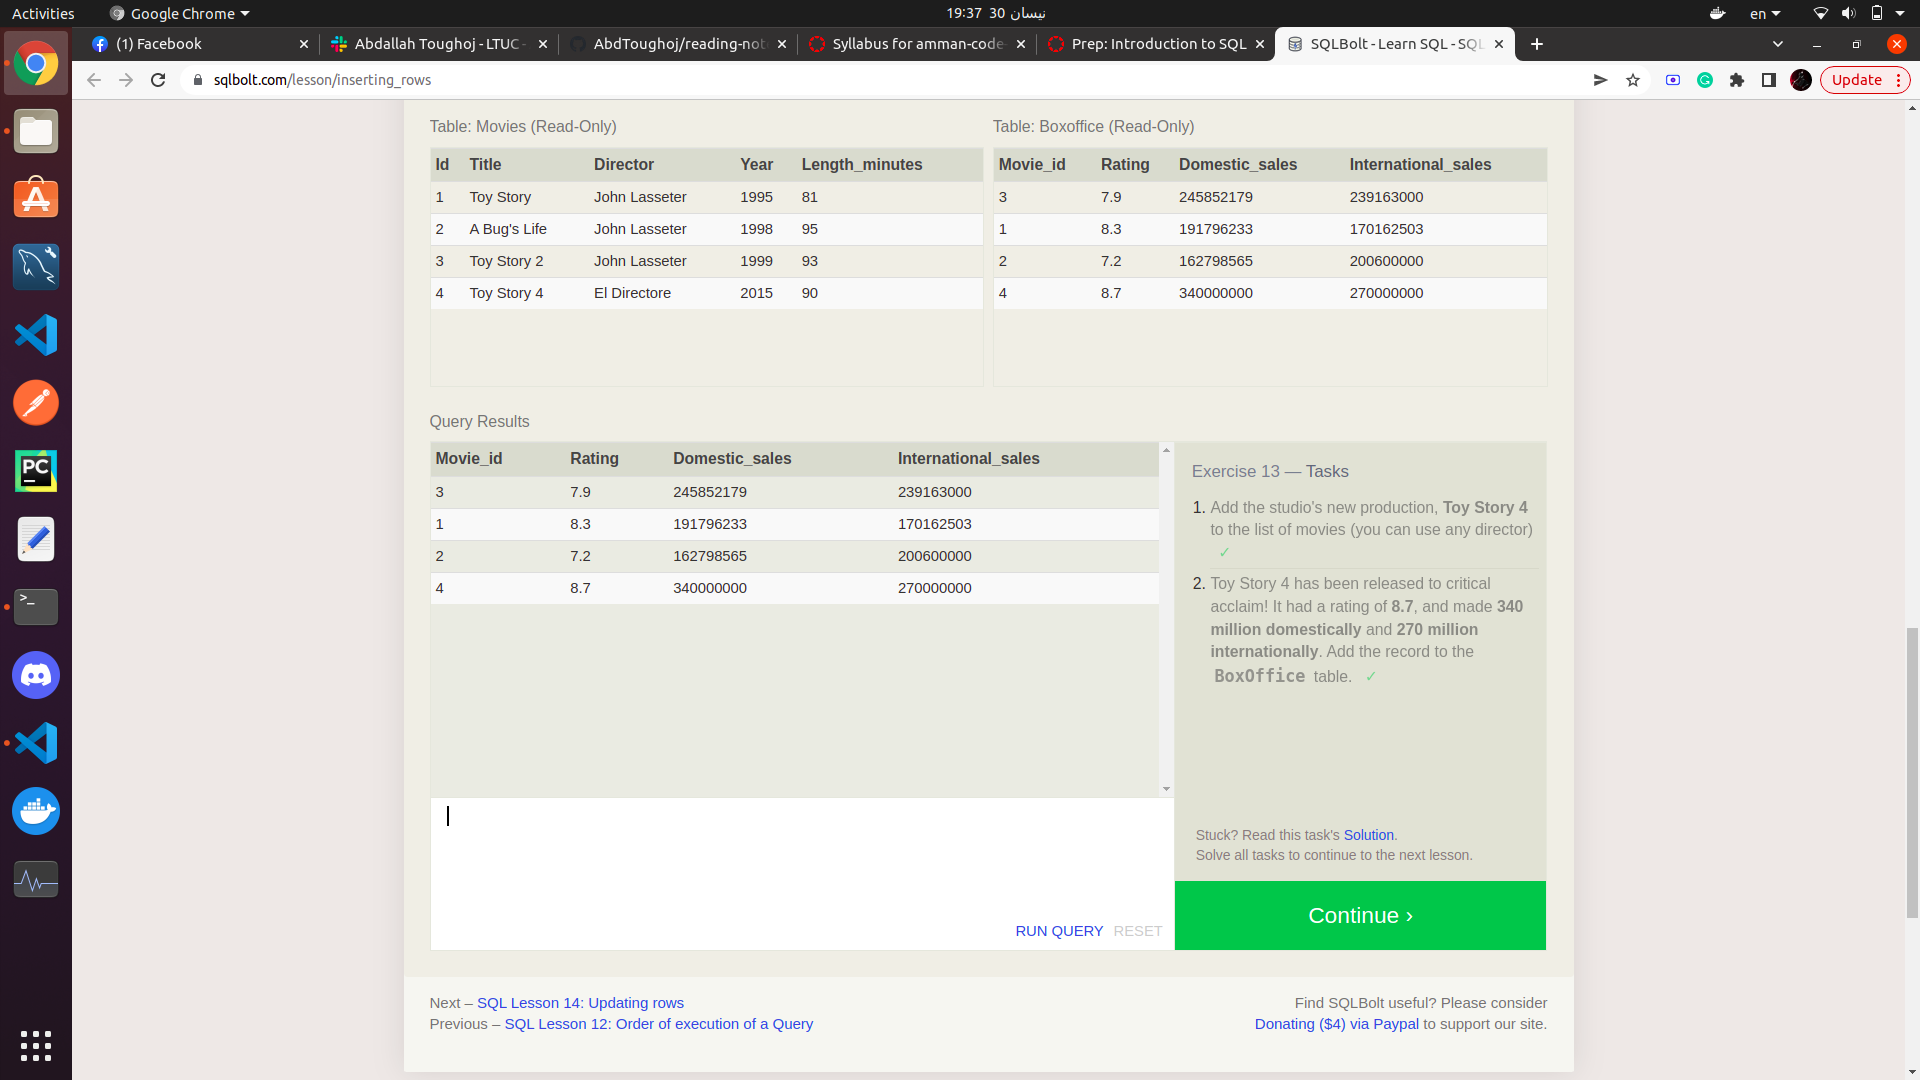 Activities
Google Chrome
19:37 30 نيسان
en
(1) Facebook
Abdallah Toughoj - LTUC -
AbdToughoj/reading-note
Syllabus for amman-code-
Prep: Introduction to SQL
SQLBolt - Learn SQL - SQL
sqlbolt.com/lesson/inserting_rows
Update
Table: Movies (Read-Only)
Id Title Director Year Length_minutes
1 Toy Story John Lasseter 1995 81
2 A Bug's Life John Lasseter 1998 95
3 Toy Story 2 John Lasseter 1999 93
4 Toy Story 4 El Directore 2015 90
Table: Boxoffice (Read-Only)
Movie_id Rating Domestic_sales International_sales
3 7.9 245852179 239163000
1 8.3 191796233 170162503
2 7.2 162798565 200600000
4 8.7 340000000 270000000
Query Results
Movie_id Rating Domestic_sales International_sales
3 7.9 245852179 239163000
1 8.3 191796233 170162503
2 7.2 162798565 200600000
4 8.7 340000000 270000000
RUN QUERY RESET
Exercise 13 — Tasks
1. Add the studio's new production, Toy Story 4
to the list of movies (you can use any director)
✓
2. Toy Story 4 has been released to critical
acclaim! It had a rating of 8.7, and made 340
million domestically and 270 million
internationally. Add the record to the
BoxOffice table. ✓
Stuck? Read this task's Solution.
Solve all tasks to continue to the next lesson.
Continue ›
Next – SQL Lesson 14: Updating rows
Previous – SQL Lesson 12: Order of execution of a Query
Find SQLBolt useful? Please consider
Donating ($4) via Paypal to support our site.
PC
>_